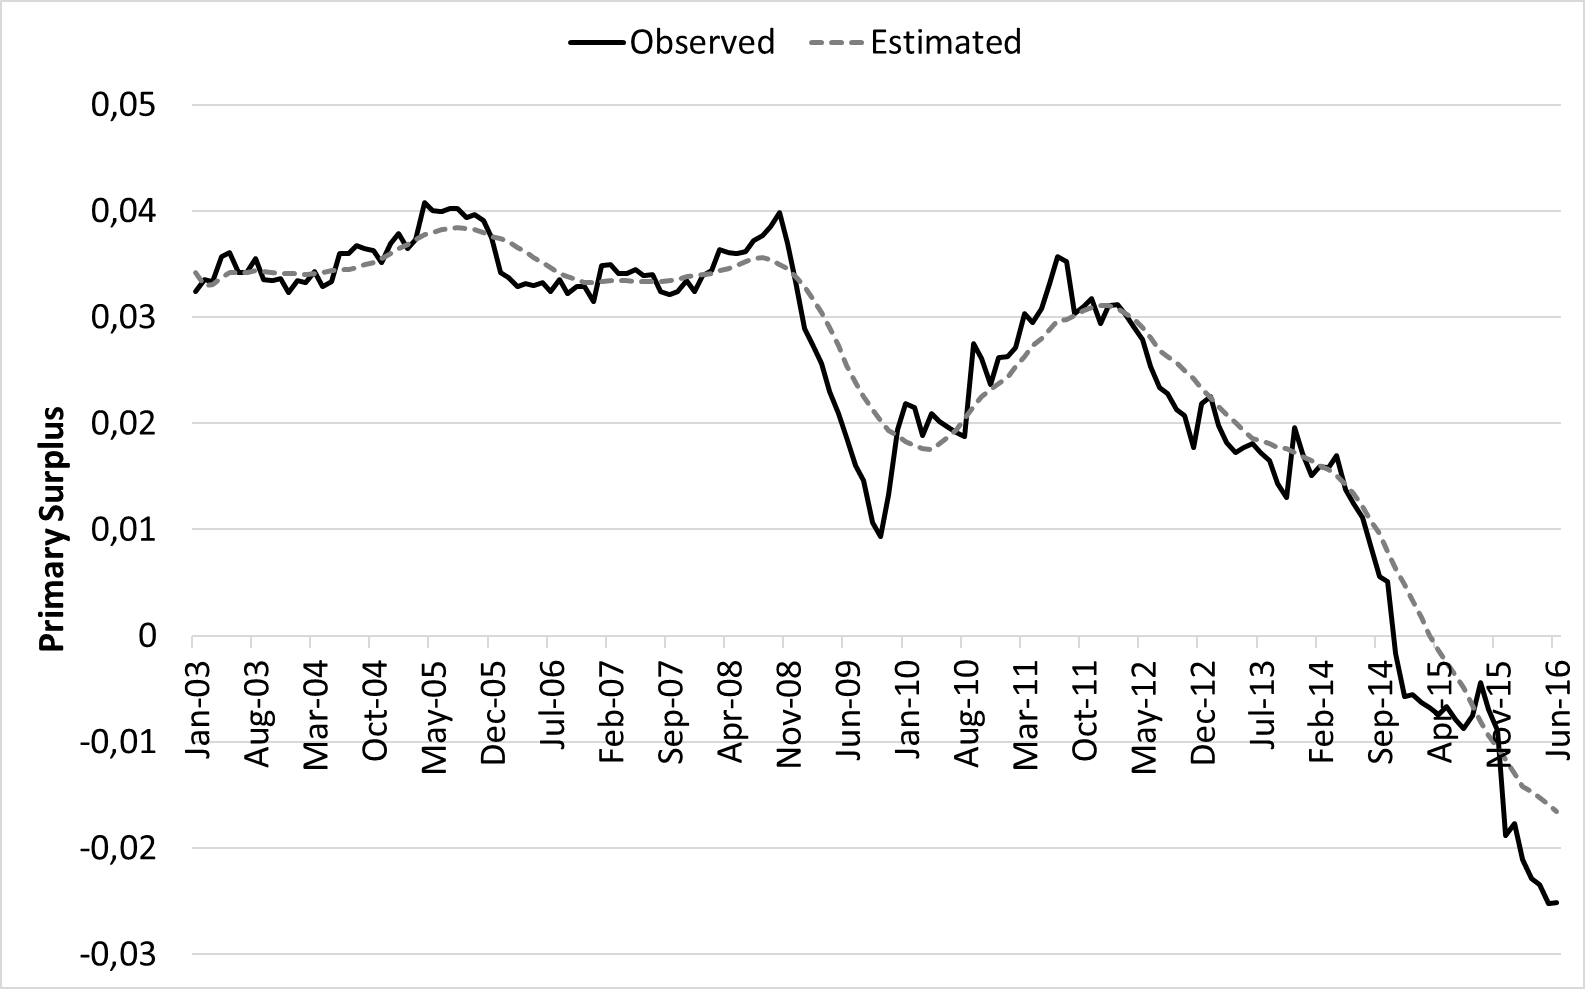 Observed Estimated
0,05
0,04
0,03
0,02
0,01
0
-0,01
-0,02
-0,03
Primary Surplus
Jan-03
Aug-03
Mar-04
Oct-04
May-05
Dec-05
Jul-06
Feb-07
Sep-07
Apr-08
Nov-08
Jun-09
Jan-10
Aug-10
Mar-11
Oct-11
May-12
Dec-12
Jul-13
Feb-14
Sep-14
Apr-15
Nov-15
Jun-16